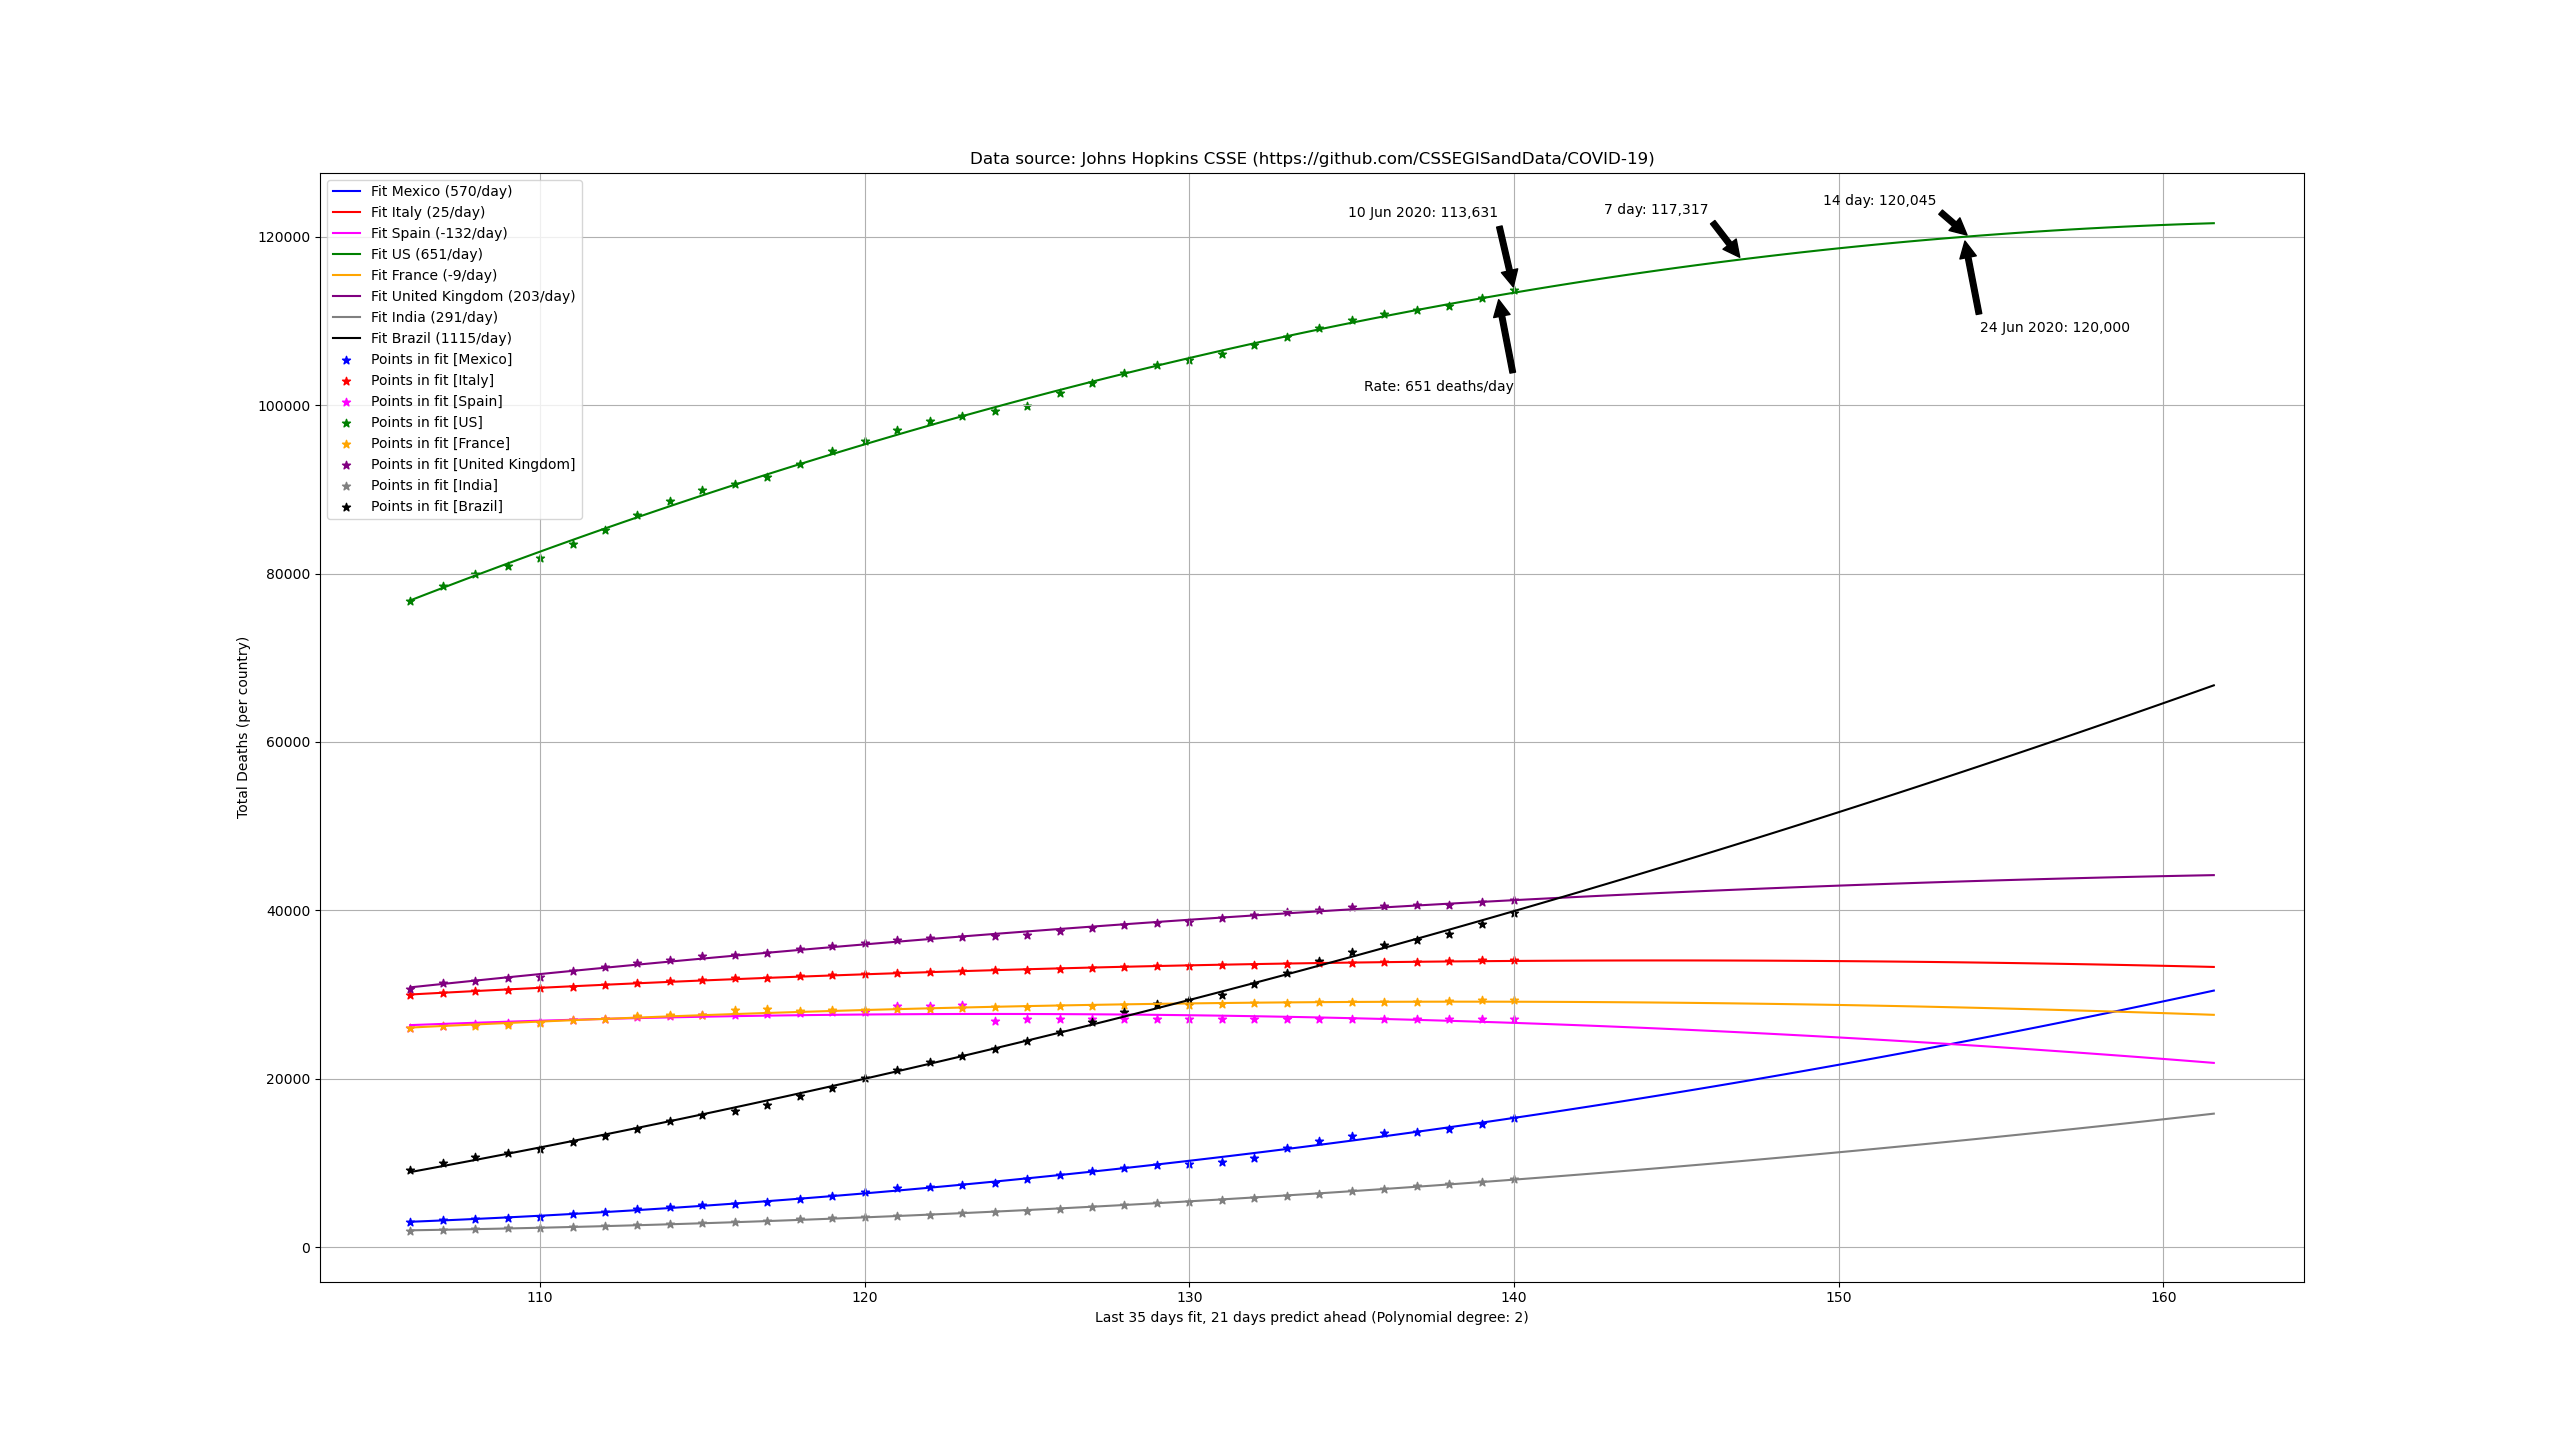 Data source: Johns Hopkins CSSE (https://github.com/CSSEGISandData/COVID-19)
Fit Mexico (570/day)
Fit Italy (25/day)
Fit Spain (-132/day)
Fit US (651/day)
Fit France (-9/day)
Fit United Kingdom (203/day)
Fit India (291/day)
Fit Brazil (1115/day)
Points in fit [Mexico]
Points in fit [Italy]
Points in fit [Spain]
Points in fit [US]
Points in fit [France]
Points in fit [United Kingdom]
Points in fit [India]
Points in fit [Brazil]
10 Jun 2020: 113,631
7 day: 117,317
14 day: 120,045
24 Jun 2020: 120,000
Rate: 651 deaths/day
Total Deaths (per country)
120000
100000
80000
60000
40000
20000
0
110
120
130
140
150
160
Last 35 days fit, 21 days predict ahead (Polynomial degree: 2)